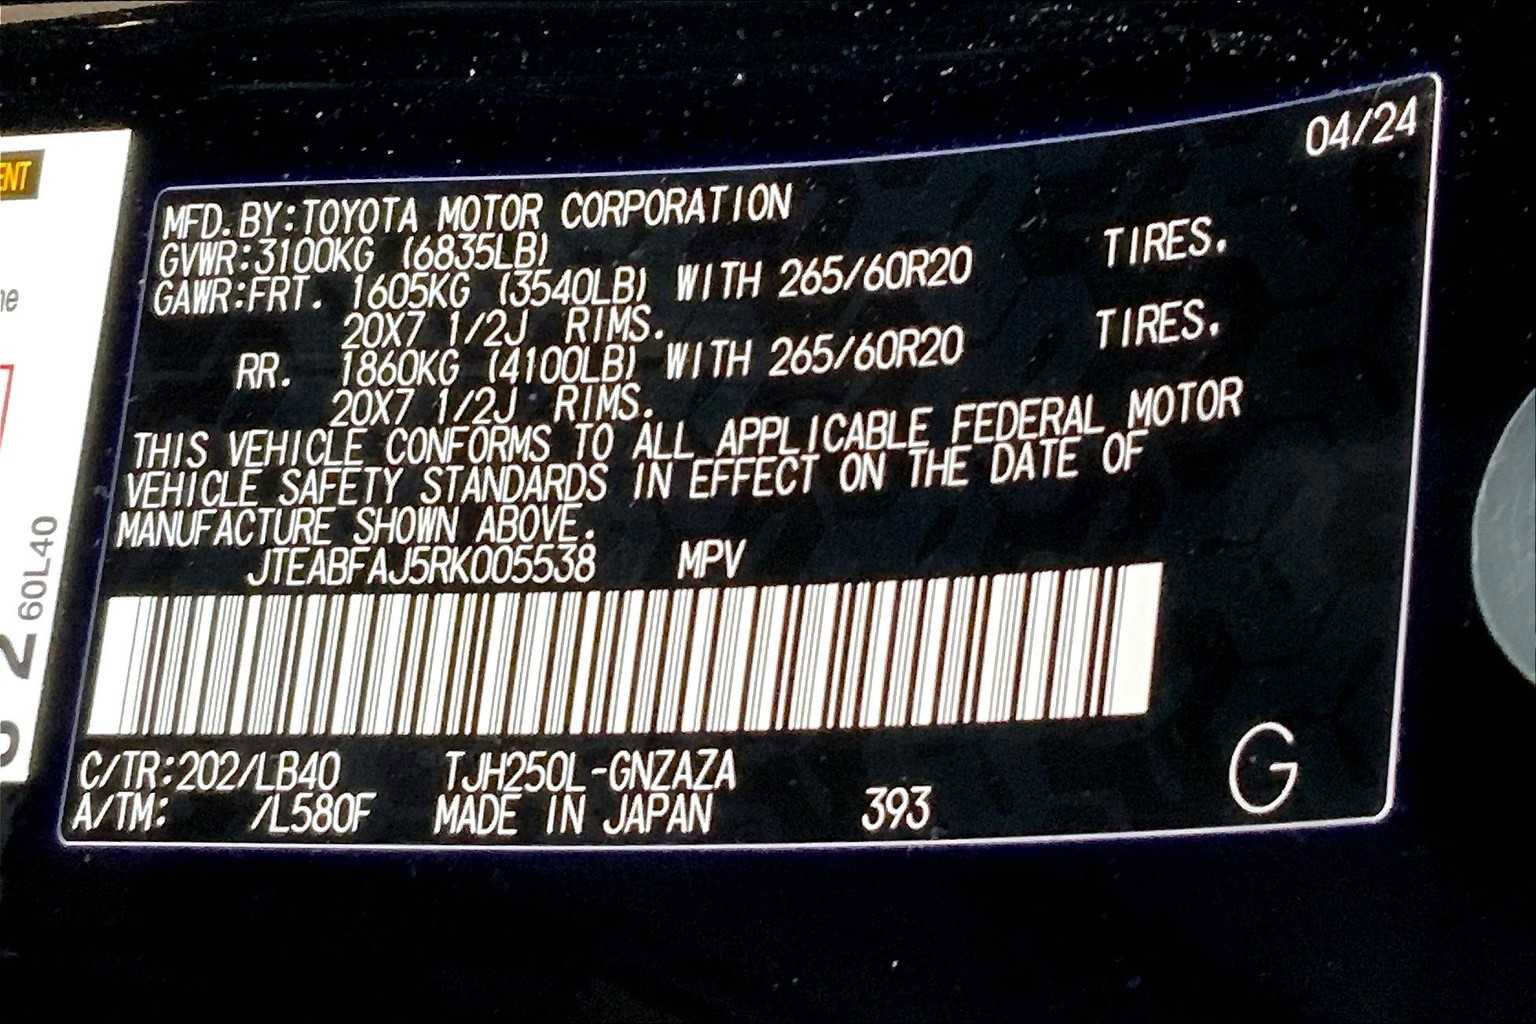 04/24
MFD. BY:TOYOTA MOTOR CORPORATION
GVWR:3100KG (6835LB)
GAWR:FRT. 1605KG (3540LB) WITH 265/60R20 TIRES.
20X7 1/2J RIMS.
RR. 1860KG (4100LB) WITH 265/60R20 TIRES.
20X7 1/2J RIMS.
THIS VEHICLE CONFORMS TO ALL APPLICABLE FEDERAL MOTOR
VEHICLE SAFETY STANDARDS IN EFFECT ON THE DATE OF
MANUFACTURE SHOWN ABOVE.
JTEABFAJ5RK005538 MPV
C/TR:202/LB40 TJH250L-GNZAZA
A/TM: /L580F MADE IN JAPAN 393
G
60L40